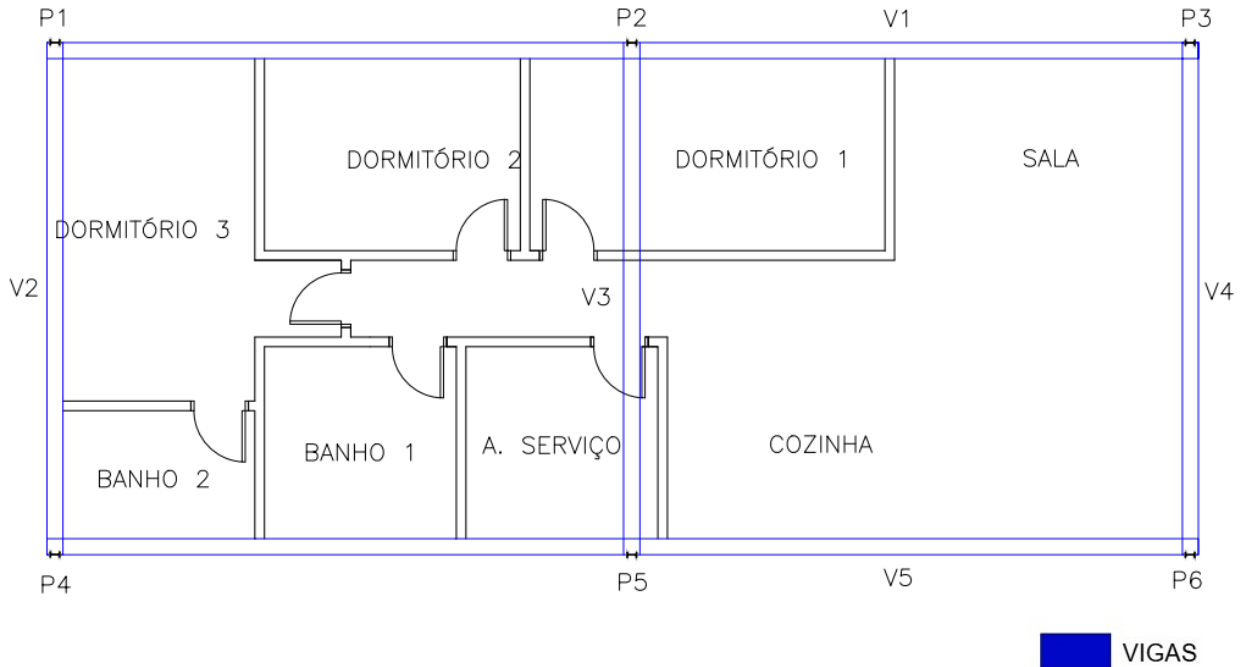 P1
P2
V1
P3
DORMITÓRIO 2
DORMITÓRIO 1
SALA
DORMITÓRIO 3
V2
V3
V4
BANHO 2
BANHO 1
A. SERVIÇO
COZINHA
P4
P5
V5
P6
VIGAS